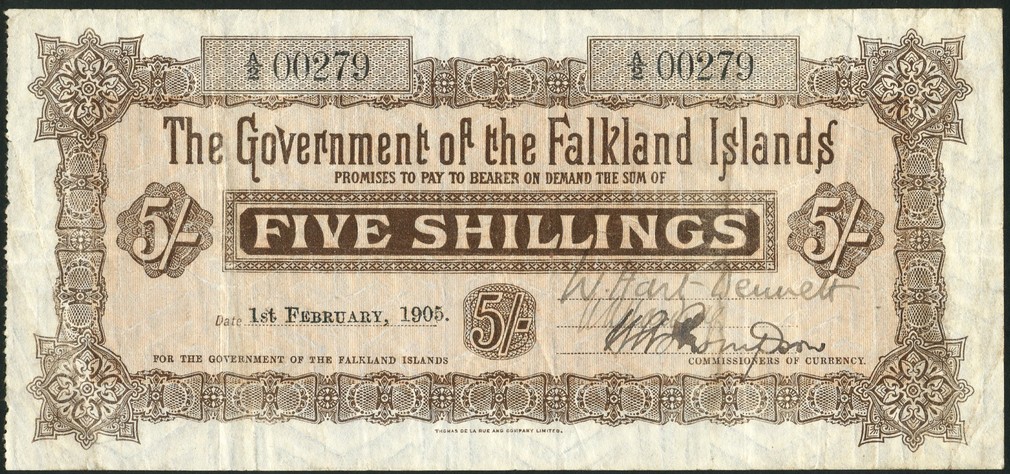 A/2 00279 A/2 00279
The Government of the Falkland Islands
PROMISES TO PAY TO BEARER ON DEMAND THE SUM OF
5/- FIVE SHILLINGS 5/-
W. Hart Bennett
Date 1st FEBRUARY, 1905. 5/-
FOR THE GOVERNMENT OF THE FALKLAND ISLANDS COMMISSIONERS OF CURRENCY.
THOMAS DE LA RUE AND COMPANY LIMITED.